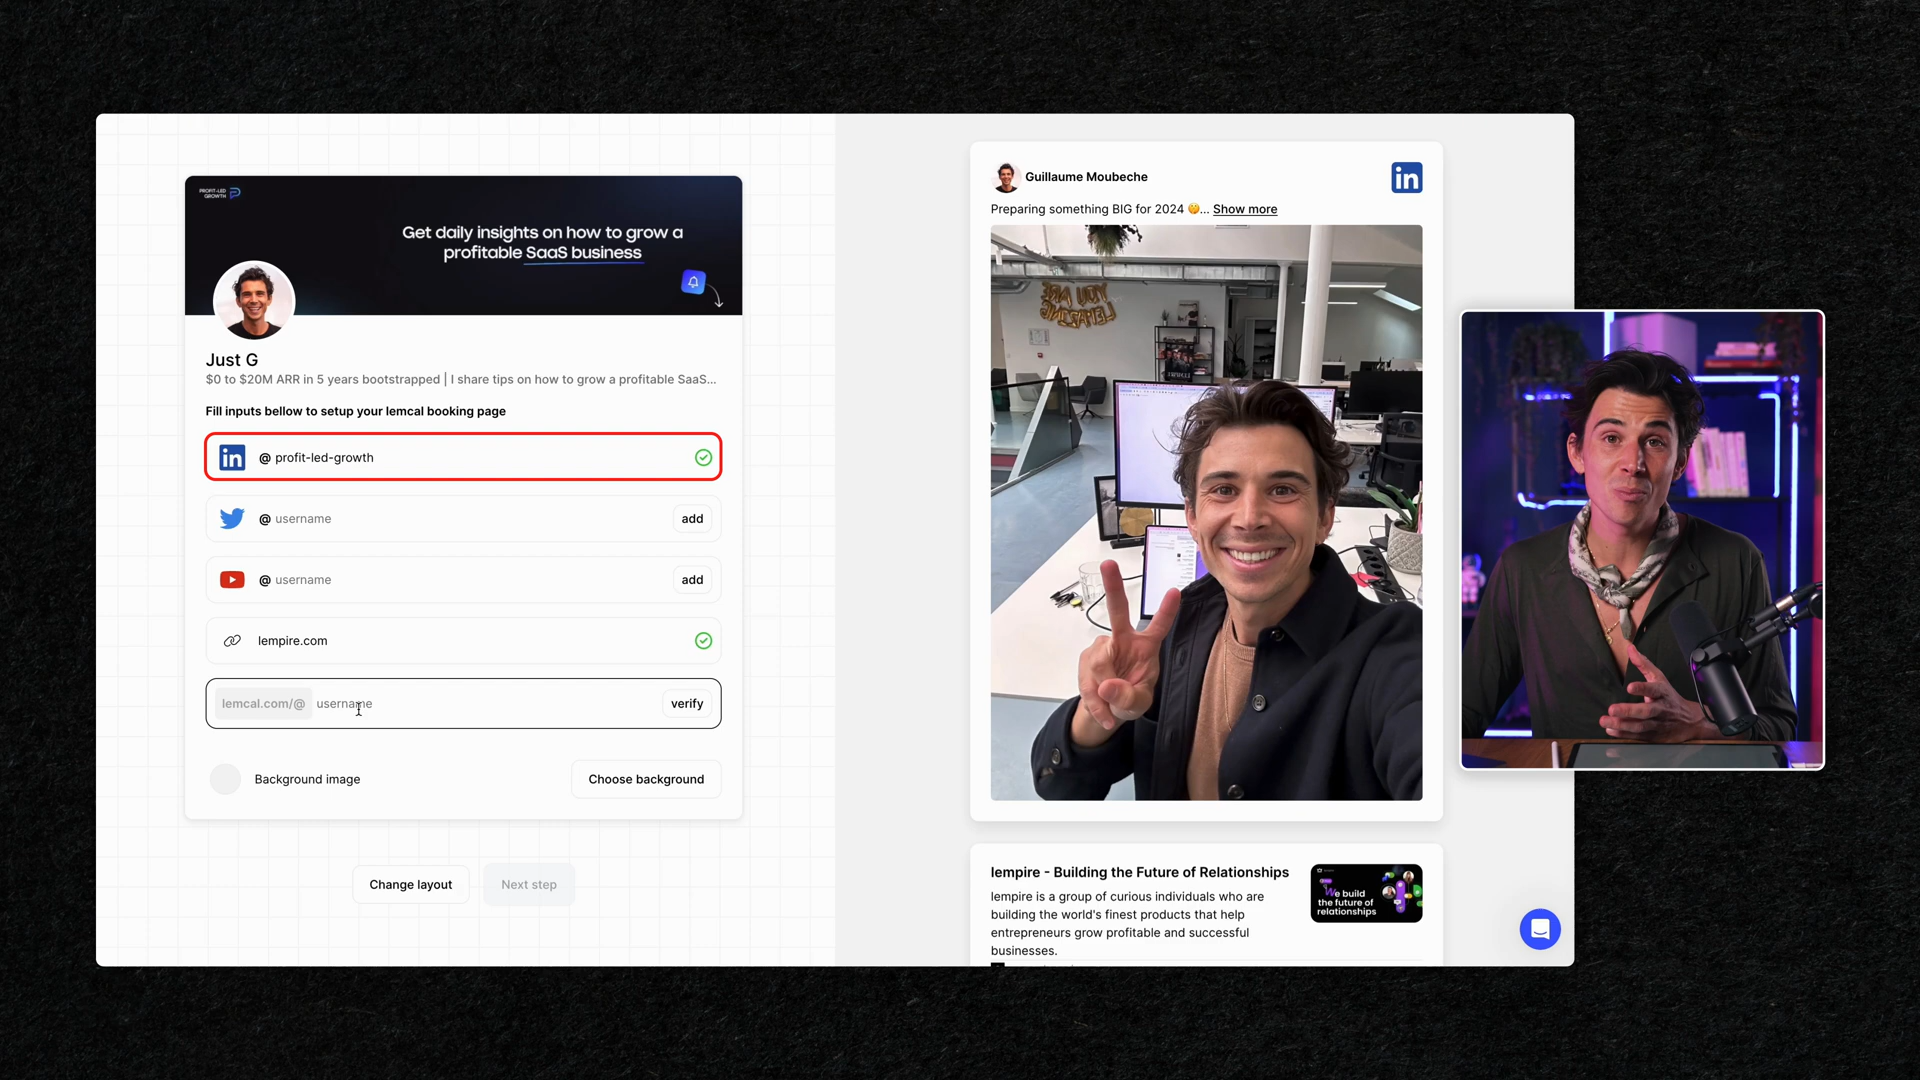 PROFIT-LED
GROWTH
Get daily insights on how to grow a
profitable SaaS business
Just G
$0 to $20M ARR in 5 years bootstrapped | I share tips on how to grow a profitable SaaS...
Fill inputs bellow to setup your lemcal booking page
@ profit-led-growth
@ username add
@ username add
lempire.com
lemcal.com/@ username verify
Background image Choose background
Change layout Next step
Guillaume Moubeche
in
Preparing something BIG for 2024 🤫... Show more
YOU ARE
LEMAZING
lempire - Building the Future of Relationships
lempire is a group of curious individuals who are
building the world's finest products that help
entrepreneurs grow profitable and successful
businesses.
We build
the future of
relationships